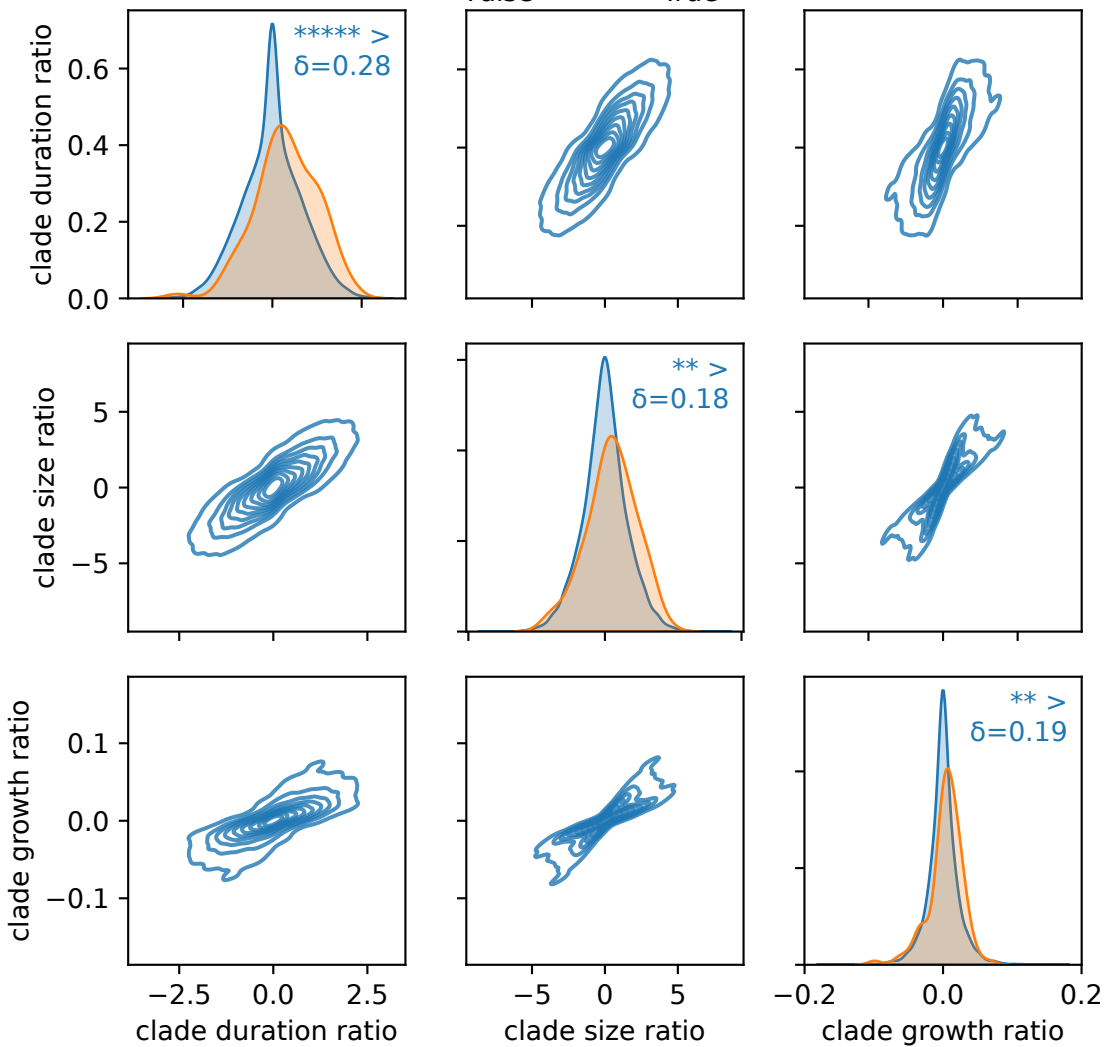 True
0.6
0.4
0.2
0.0
clade duration ratio
***** >
δ=0.28
5
0
−5
clade size ratio
** >
δ=0.18
0.1
0.0
−0.1
clade growth ratio
** >
δ=0.19
−2.5 0.0 2.5
−5 0 5
−0.2 0.0 0.2
clade duration ratio
clade size ratio
clade growth ratio